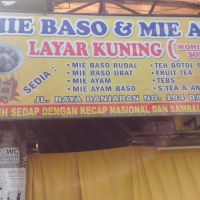 MIE BASO & MIE A
LAYAR KUNING (
SEDIA :
- MIE BASO RUDAL
- MIE BASO URAT
- MIE AYAM
- MIE AYAM BASO
- TEH BOTOL S
- FRUIT TEA
- TEBS
- S.TEA & A
JL. RAYA BANJARAN NO. 184 BA
H SEDAP DENGAN KECAP NASIONAL DAN SAMBAL